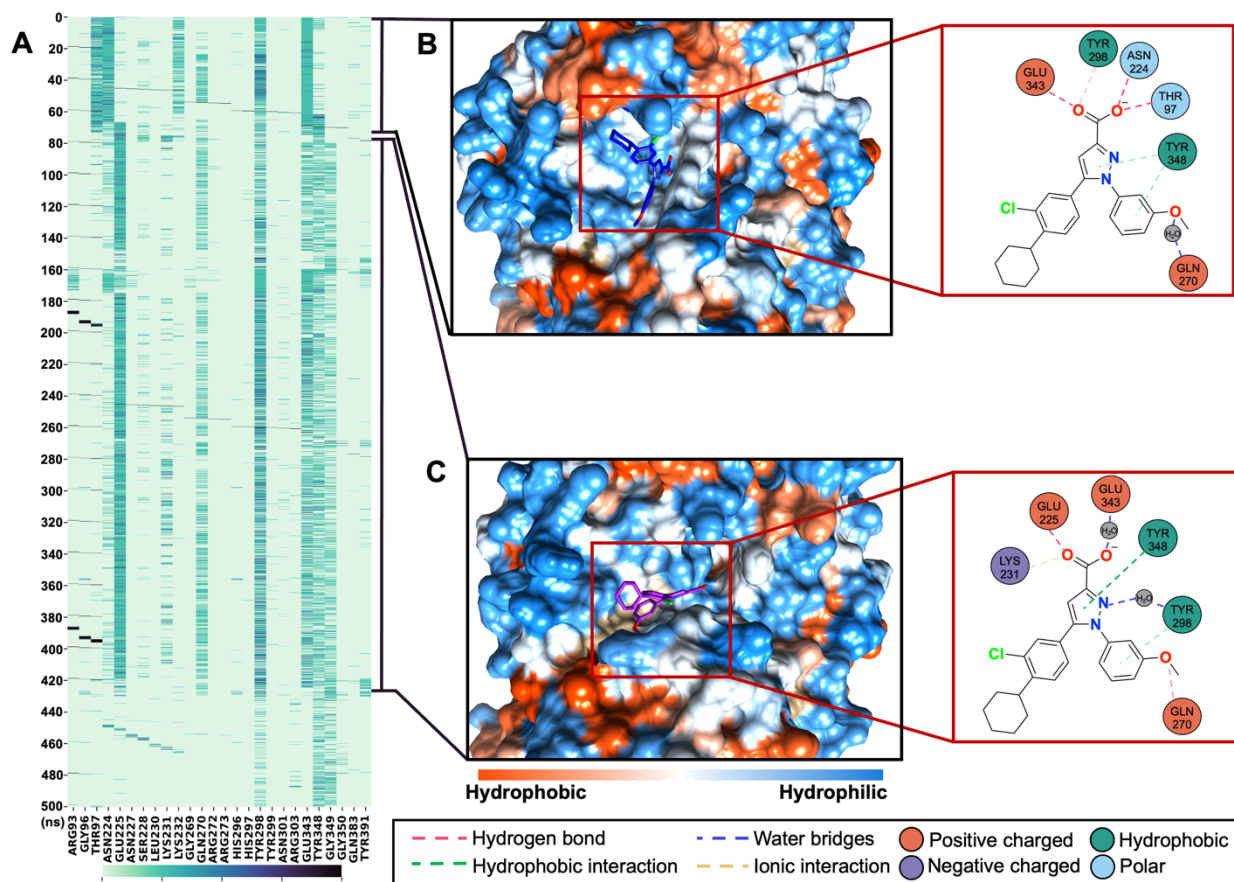 A
0
20
40
60
80
100
120
140
160
180
200
220
240
260
280
300
320
340
360
380
400
420
440
460
480
500
(ns)
ARG93
GLY96
THR97
ASN224
GLU225
ASN227
SER228
LEU230
LYS231
LYS232
GLY269
GLN270
ARG272
ARG273
HIS296
HIS297
TYR298
TYR299
ASN301
ARG303
GLU343
TYR348
GLY349
GLY350
GLN383
TYR391
B
GLU
343
TYR
298
ASN
224
THR
97
O
O
−
TYR
348
N
N
Cl
O
H₂O
GLN
270
C
GLU
225
GLU
343
H₂O
TYR
348
LYS
231
O
O
−
N
H₂O
N
TYR
298
Cl
O
GLN
270
Hydrophobic Hydrophilic
Hydrogen bond Water bridges Positive charged Hydrophobic
Hydrophobic interaction Ionic interaction Negative charged Polar